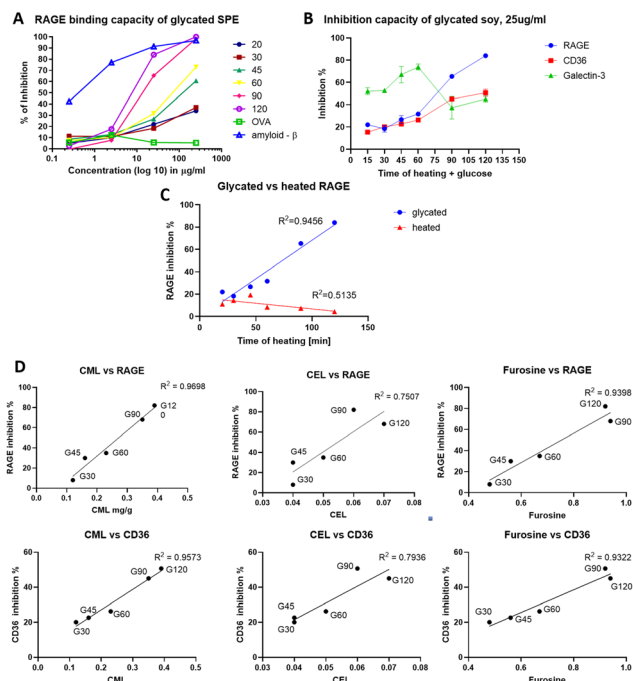 A
RAGE binding capacity of glycated SPE
% of Inhibition
100
90
80
70
60
50
40
30
20
10
0
0.1 1 10 100 1000
Concentration (log 10) in µg/ml
20
30
45
60
90
120
OVA
amyloid - β
B
Inhibition capacity of glycated soy, 25ug/ml
Inhibition %
100
80
60
40
20
0
15 30 45 60 75 90 105 120 135 150
Time of heating + glucose
RAGE
CD36
Galectin-3
C
Glycated vs heated RAGE
RAGE inhibition %
100
80
60
40
20
0
0 50 100 150
Time of heating [min]
R²=0.9456
R²=0.5135
glycated
heated
D
CML vs RAGE
RAGE inhibition %
100
80
60
40
20
0
0.0 0.1 0.2 0.3 0.4 0.5
CML mg/g
R² = 0.9698
G12
0
G90
G45
G60
G30
CEL vs RAGE
RAGE inhibition %
100
80
60
40
20
0
0.03 0.04 0.05 0.06 0.07 0.08
CEL
R² = 0.7507
G90
G120
G45
G60
G30
Furosine vs RAGE
RAGE inhibition %
100
80
60
40
20
0
0.4 0.6 0.8 1.0
Furosine
R² = 0.9398
G120
G90
G45
G60
G30
CML vs CD36
CD36 inhibition %
60
40
20
0
0.0 0.1 0.2 0.3 0.4 0.5
CML
R² = 0.9573
G90
G120
G45
G60
G30
CEL vs CD36
CD36 inhibition %
60
40
20
0
0.03 0.04 0.05 0.06 0.07 0.08
CEL
R² = 0.7936
G90
G120
G45
G60
G30
Furosine vs CD36
CD36 inhibition %
60
40
20
0
0.4 0.6 0.8 1.0
Furosine
R² = 0.9322
G90
G120
G30
G60
G45